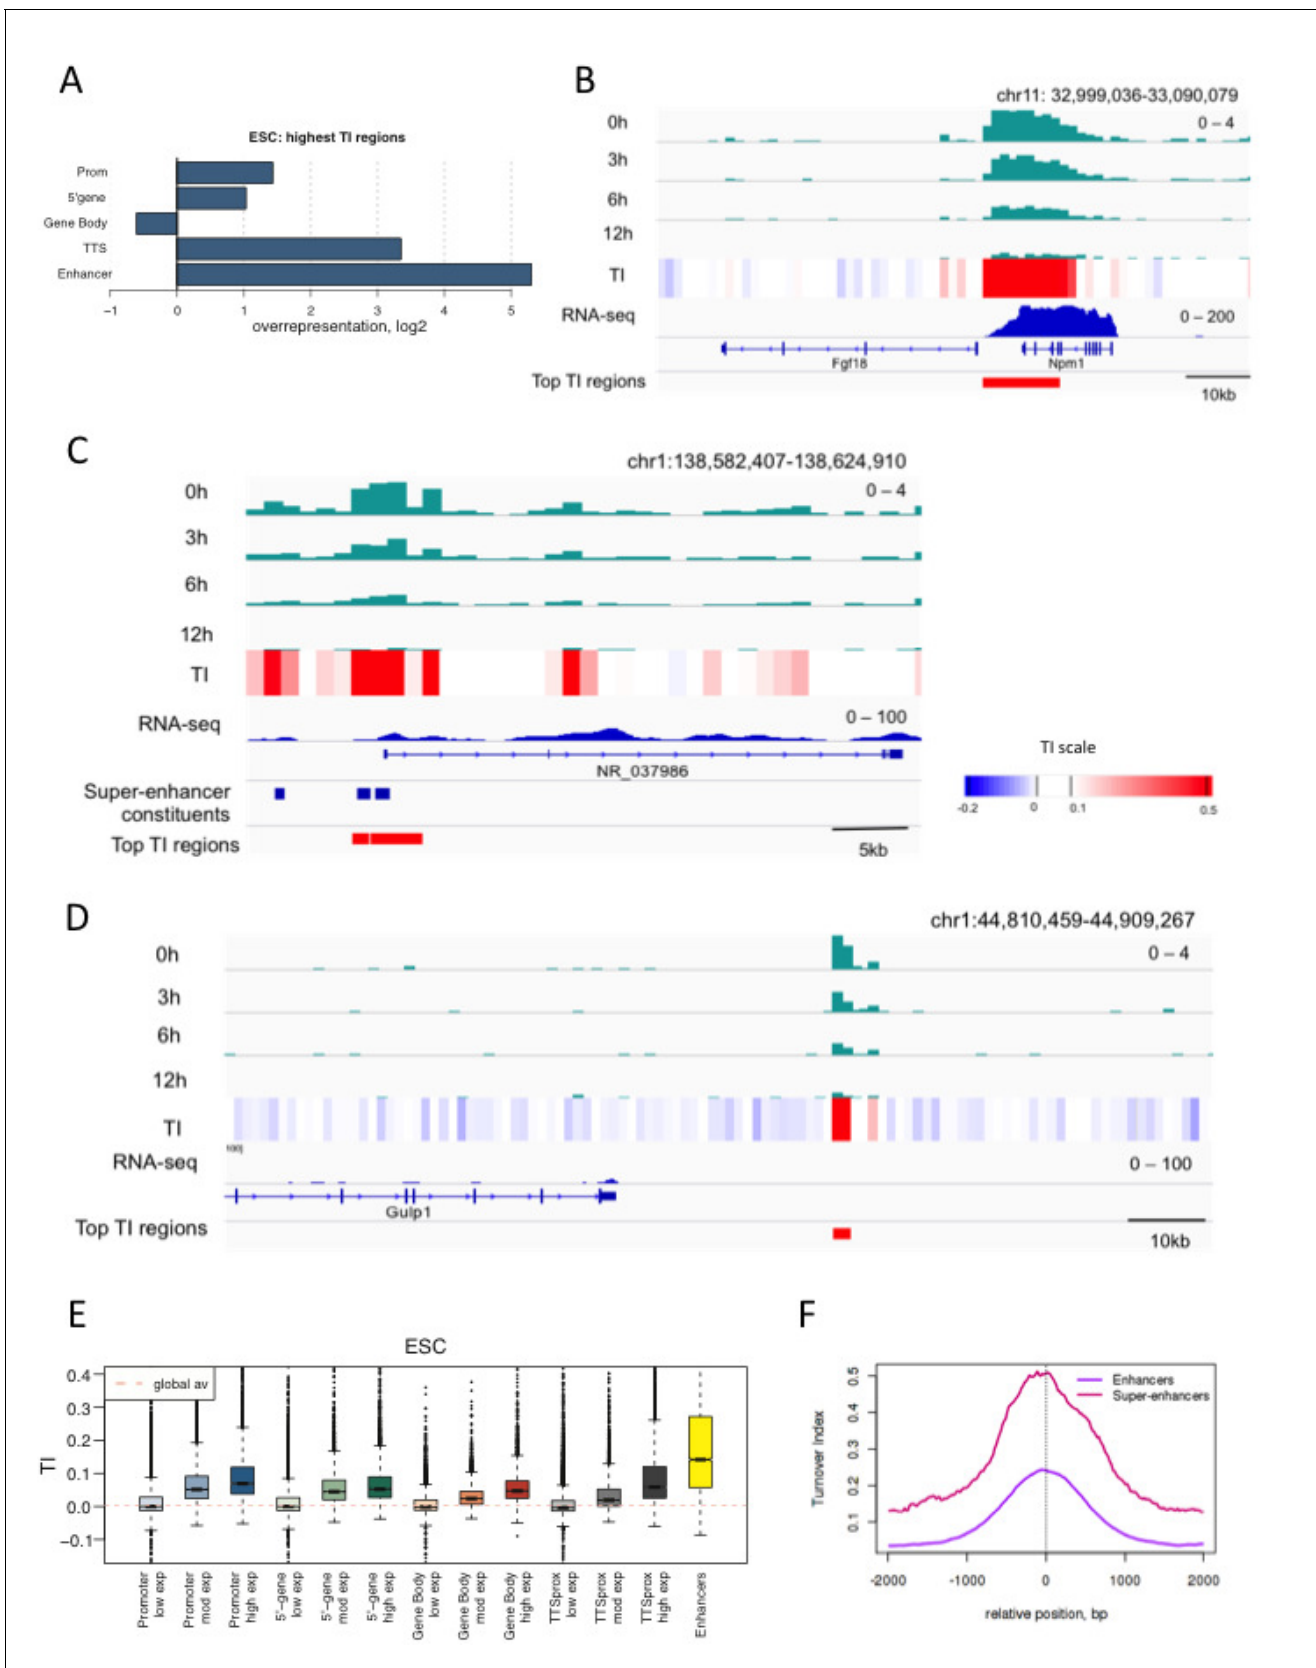 A
ESC: highest TI regions
Prom
5'gene
Gene Body
TTS
Enhancer
−1 0 1 2 3 4 5
overrepresentation, log2
B
chr11: 32,999,036-33,090,079
0h
0 – 4
3h
6h
12h
TI
RNA-seq
0 – 200
Fgf18
Npm1
Top TI regions
10kb
C
chr1:138,582,407-138,624,910
0h
0 – 4
3h
6h
12h
TI
RNA-seq
0 – 100
NR_037986
Super-enhancer
constituents
Top TI regions
5kb
TI scale
-0.2 0 0.1 0.5
D
chr1:44,810,459-44,909,267
0h
0 – 4
3h
6h
12h
TI
RNA-seq
0 – 100
Gulp1
Top TI regions
10kb
E
ESC
global av
TI
0.4
0.3
0.2
0.1
0.0
−0.1
Promoter
low exp
Promoter
mod exp
Promoter
high exp
5'−gene
low exp
5'−gene
mod exp
5'−gene
high exp
Gene Body
low exp
Gene Body
mod exp
Gene Body
high exp
TTSprox
low exp
TTSprox
mod exp
TTSprox
high exp
Enhancers
F
Enhancers
Super-enhancers
Turnover Index
0.5
0.4
0.3
0.2
0.1
-2000 -1000 0 1000 2000
relative position, bp